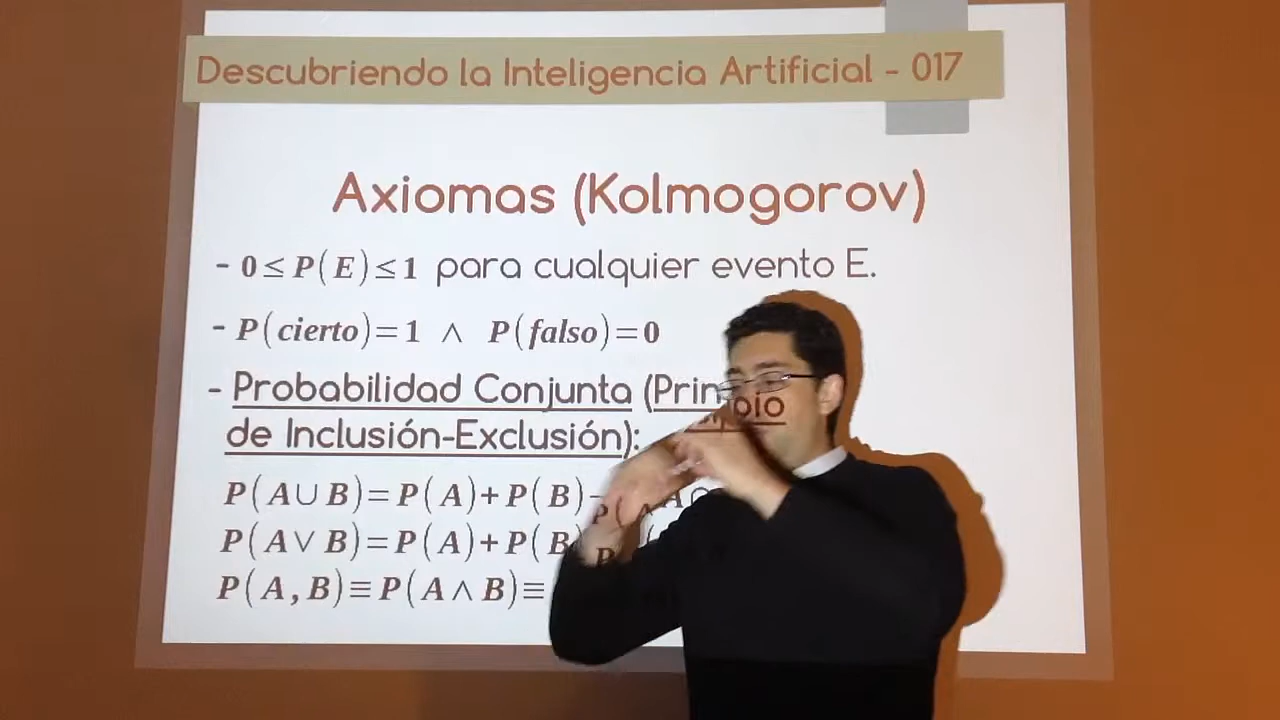 Descubriendo la Inteligencia Artificial - 017
Axiomas (Kolmogorov)
- 0≤P(E)≤1 para cualquier evento E.
- P(cierto)=1 ∧ P(falso)=0
- Probabilidad Conjunta (Principio
de Inclusión-Exclusión):
P(A∪B)=P(A)+P(B)−P(A∩
P(A∨B)=P(A)+P(B) P(
P(A,B)≡P(A∧B)≡